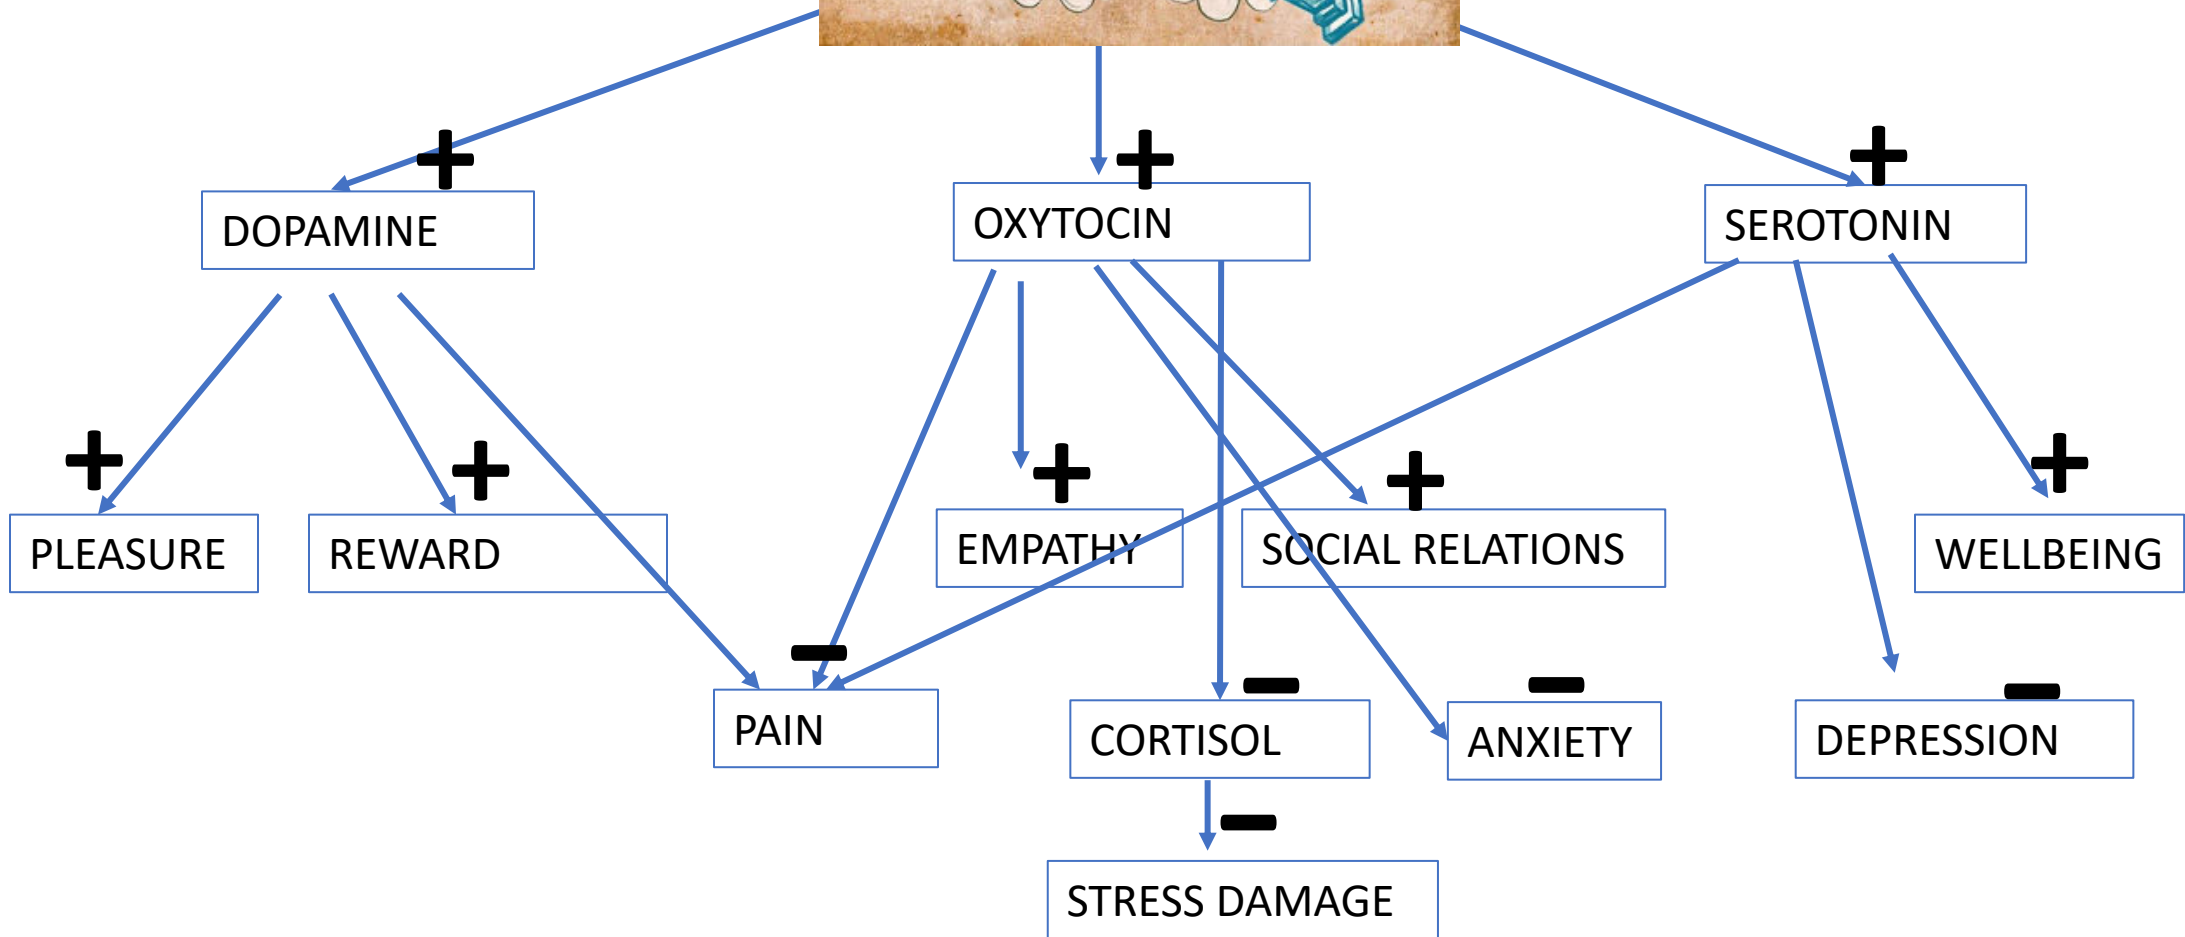 +
+
+
DOPAMINE
OXYTOCIN
SEROTONIN
+
+
+
+
+
PLEASURE
REWARD
EMPATHY
SOCIAL RELATIONS
WELLBEING
-
-
-
-
PAIN
CORTISOL
ANXIETY
DEPRESSION
-
STRESS DAMAGE